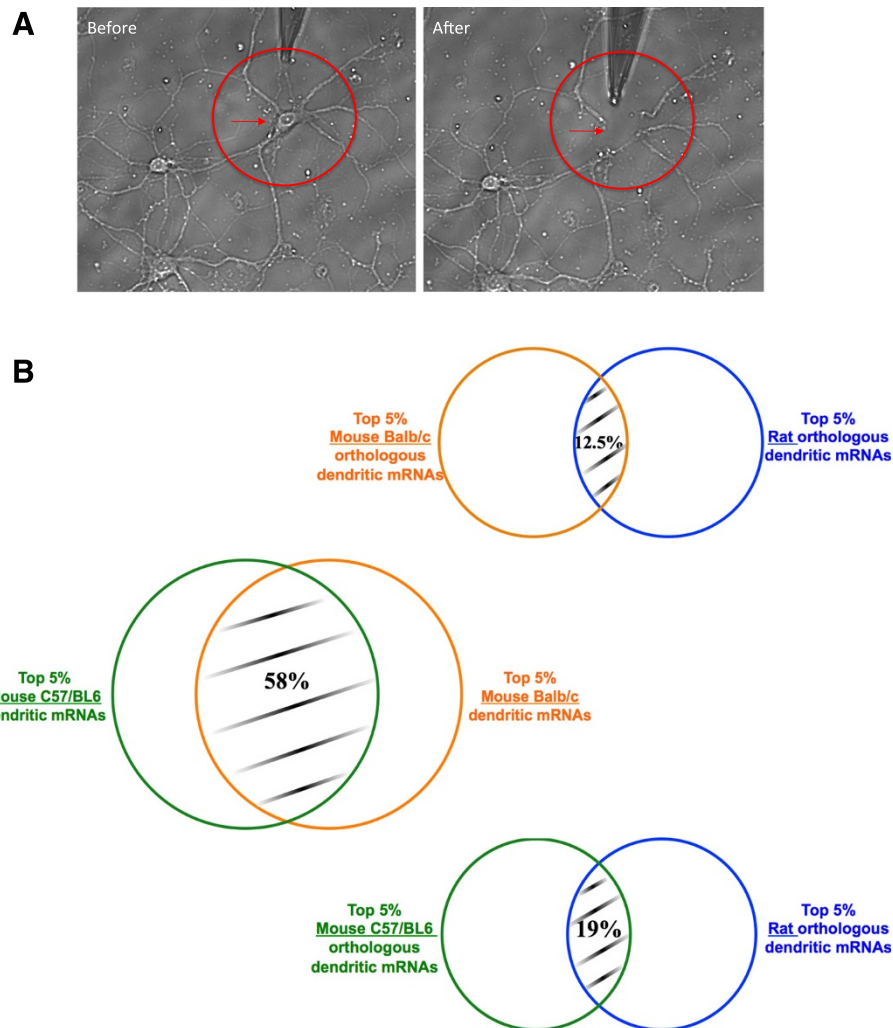 A
Before
After
B
Top 5%
Mouse Balb/c
orthologous
dendritic mRNAs
12.5%
Top 5%
Rat orthologous
dendritic mRNAs
Top 5%
ouse C57/BL6
ndritic mRNAs
58%
Top 5%
Mouse Balb/c
dendritic mRNAs
Top 5%
Mouse C57/BL6
orthologous
dendritic mRNAs
19%
Top 5%
Rat orthologous
dendritic mRNAs